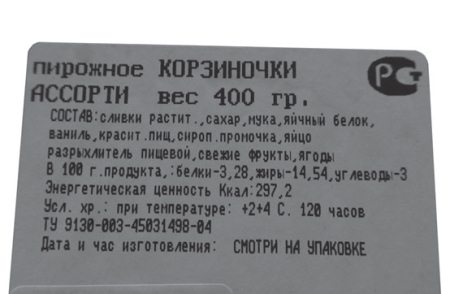 пирожное КОРЗИНОЧКИ
АССОРТИ вес 400 гр.
СОСТАВ:сливки растит.,сахар,мука,яичный белок,
ваниль,красит.пищ,сироп.промочка,яйцо
разрыхлитель пищевой,свежие фрукты,ягоды
В 100 г.продукта,:белки-3,28,жиры-14,54,углеводы-3
Энергетическая ценность Ккал:297,2
Усл. хр.: при температуре: +2+4 С. 120 часов
ТУ 9130-003-45031498-04
Дата и час изготовления: СМОТРИ НА УПАКОВКЕ
РСТ